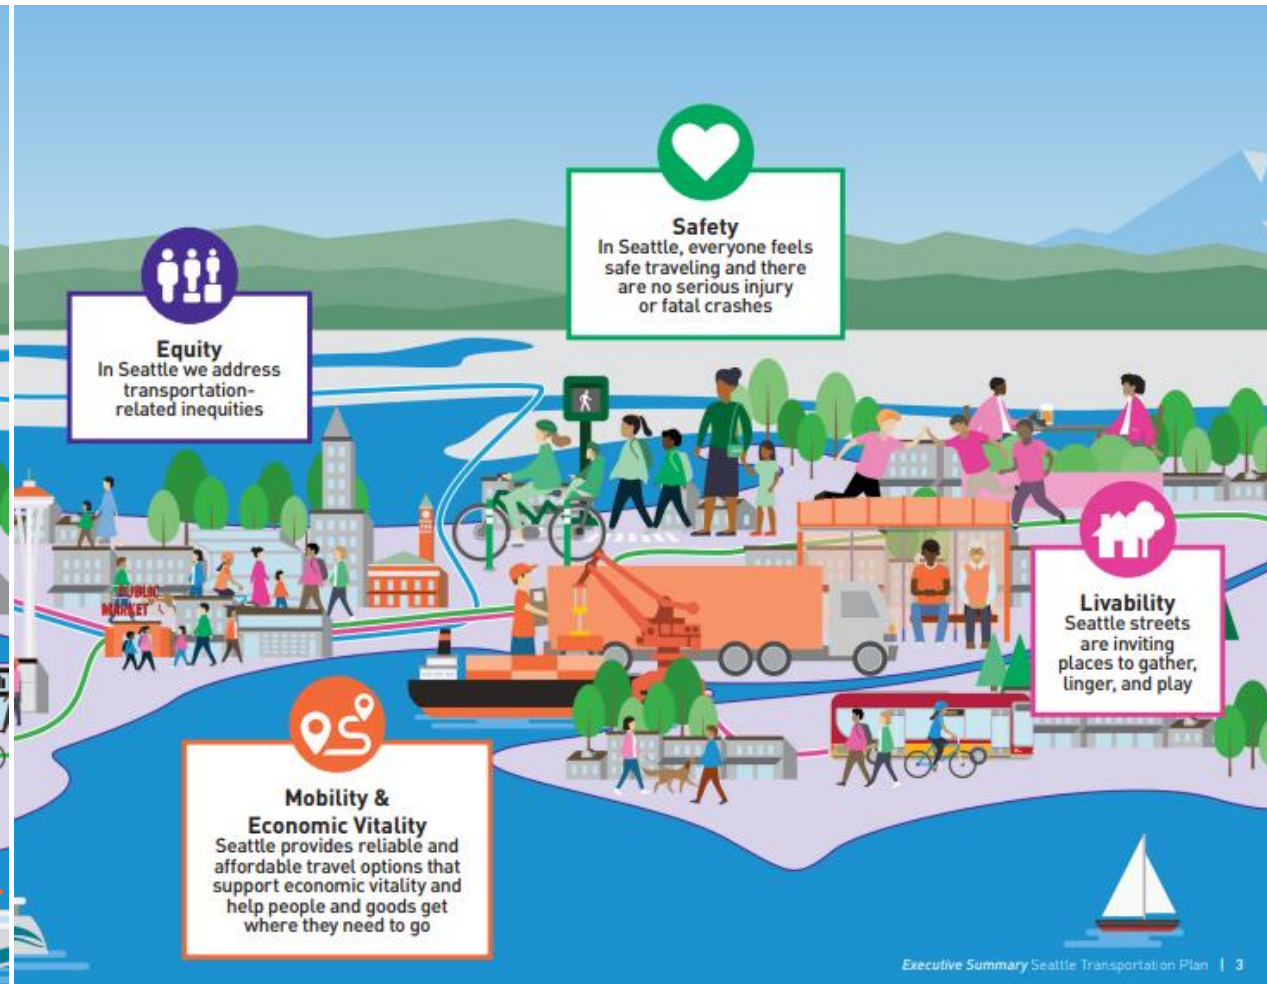 Safety
In Seattle, everyone feels
safe traveling and there
are no serious injury
or fatal crashes
Equity
In Seattle we address
transportation-
related inequities
PUBLIC
MARKET
Livability
Seattle streets
are inviting
places to gather,
linger, and play
Mobility &
Economic Vitality
Seattle provides reliable and
affordable travel options that
support economic vitality and
help people and goods get
where they need to go
Executive Summary Seattle Transportation Plan | 3